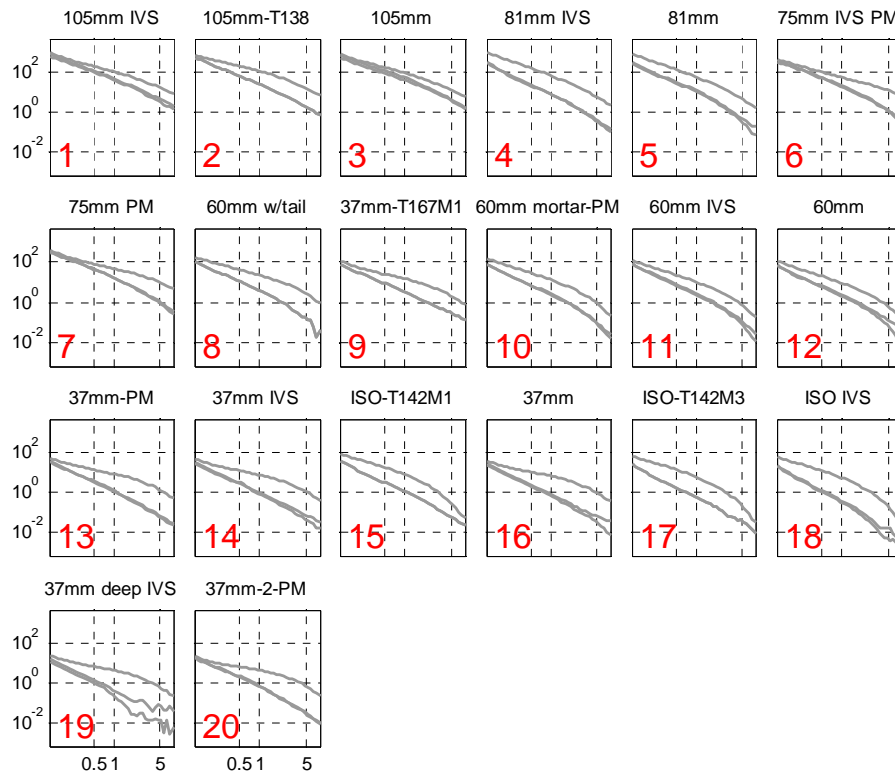 105mm IVS 105mm-T138 105mm 81mm IVS 81mm 75mm IVS PM
10^2
10^0
10^-2
1 2 3 4 5 6
75mm PM 60mm w/tail 37mm-T167M1 60mm mortar-PM 60mm IVS 60mm
10^2
10^0
10^-2
7 8 9 10 11 12
37mm-PM 37mm IVS ISO-T142M1 37mm ISO-T142M3 ISO IVS
10^2
10^0
10^-2
13 14 15 16 17 18
37mm deep IVS 37mm-2-PM
10^2
10^0
10^-2
19 20
0.5 1 5 0.5 1 5